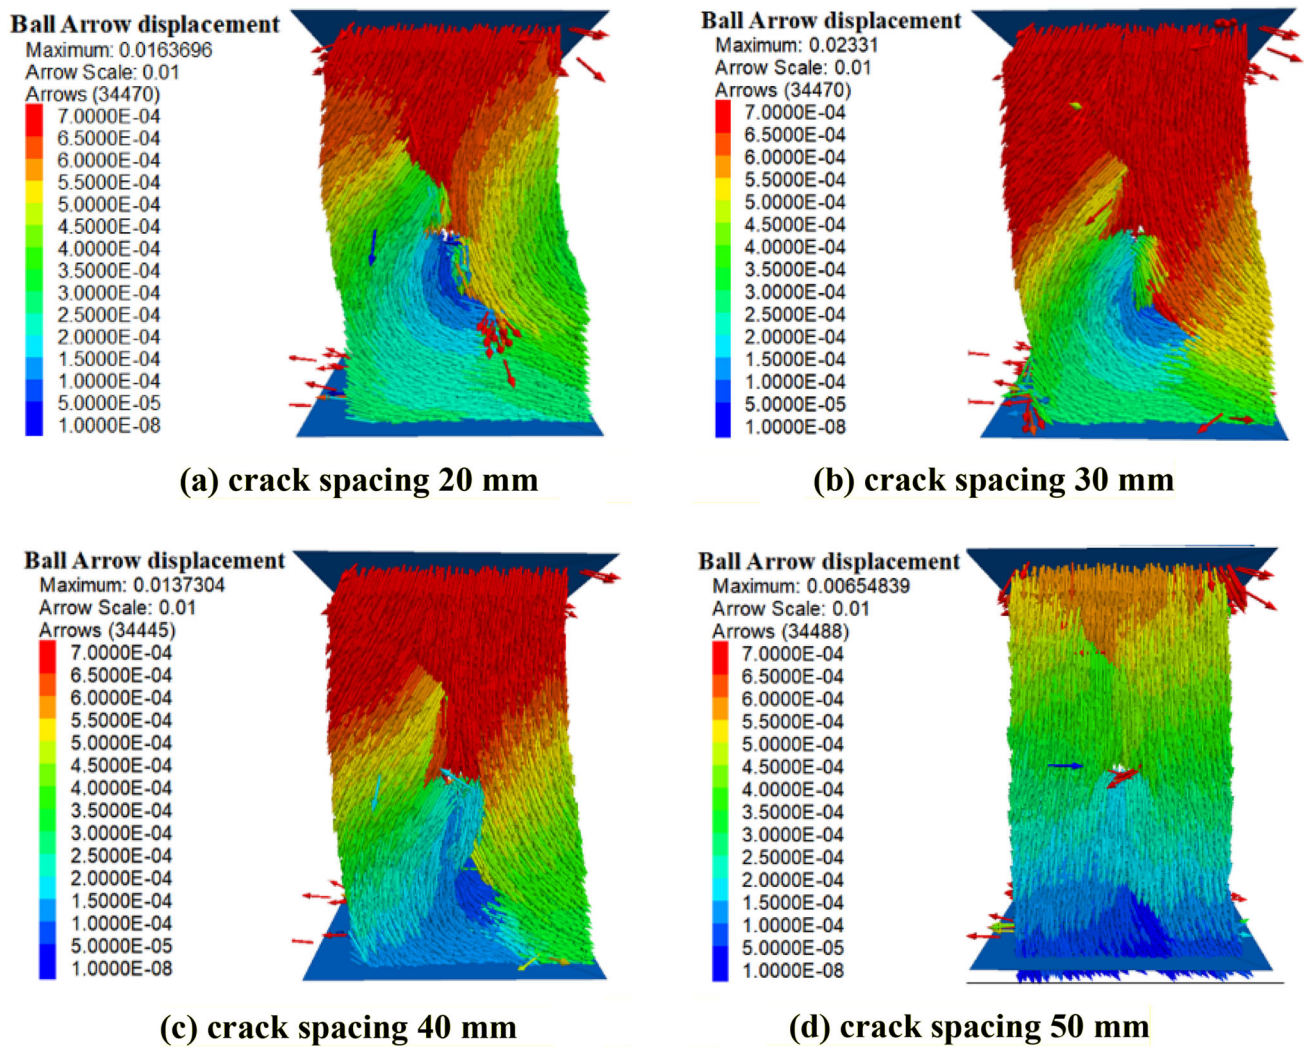 Ball Arrow displacement
Maximum: 0.0163696
Arrow Scale: 0.01
Arrows (34470)
7.0000E-04
6.5000E-04
6.0000E-04
5.5000E-04
5.0000E-04
4.5000E-04
4.0000E-04
3.5000E-04
3.0000E-04
2.5000E-04
2.0000E-04
1.5000E-04
1.0000E-04
5.0000E-05
1.0000E-08
(a) crack spacing 20 mm
Ball Arrow displacement
Maximum: 0.02331
Arrow Scale: 0.01
Arrows (34470)
7.0000E-04
6.5000E-04
6.0000E-04
5.5000E-04
5.0000E-04
4.5000E-04
4.0000E-04
3.5000E-04
3.0000E-04
2.5000E-04
2.0000E-04
1.5000E-04
1.0000E-04
5.0000E-05
1.0000E-08
(b) crack spacing 30 mm
Ball Arrow displacement
Maximum: 0.0137304
Arrow Scale: 0.01
Arrows (34445)
7.0000E-04
6.5000E-04
6.0000E-04
5.5000E-04
5.0000E-04
4.5000E-04
4.0000E-04
3.5000E-04
3.0000E-04
2.5000E-04
2.0000E-04
1.5000E-04
1.0000E-04
5.0000E-05
1.0000E-08
(c) crack spacing 40 mm
Ball Arrow displacement
Maximum: 0.00654839
Arrow Scale: 0.01
Arrows (34488)
7.0000E-04
6.5000E-04
6.0000E-04
5.5000E-04
5.0000E-04
4.5000E-04
4.0000E-04
3.5000E-04
3.0000E-04
2.5000E-04
2.0000E-04
1.5000E-04
1.0000E-04
5.0000E-05
1.0000E-08
(d) crack spacing 50 mm